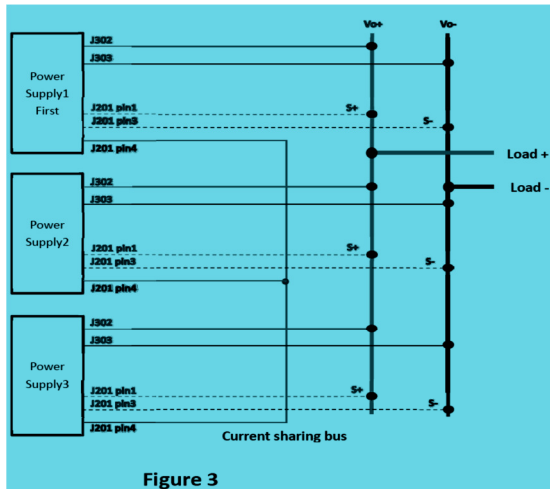 Vo+ Vo-
J302
J303
Power
Supply1
First
J201 pin1 S+
J201 pin3 S-
J201 pin4
Load +
J302
Load -
J303
Power
Supply2
J201 pin1 S+
J201 pin3 S-
J201 pin4
J302
J303
Power
Supply3
J201 pin1 S+
J201 pin3 S-
J201 pin4
Current sharing bus
Figure 3